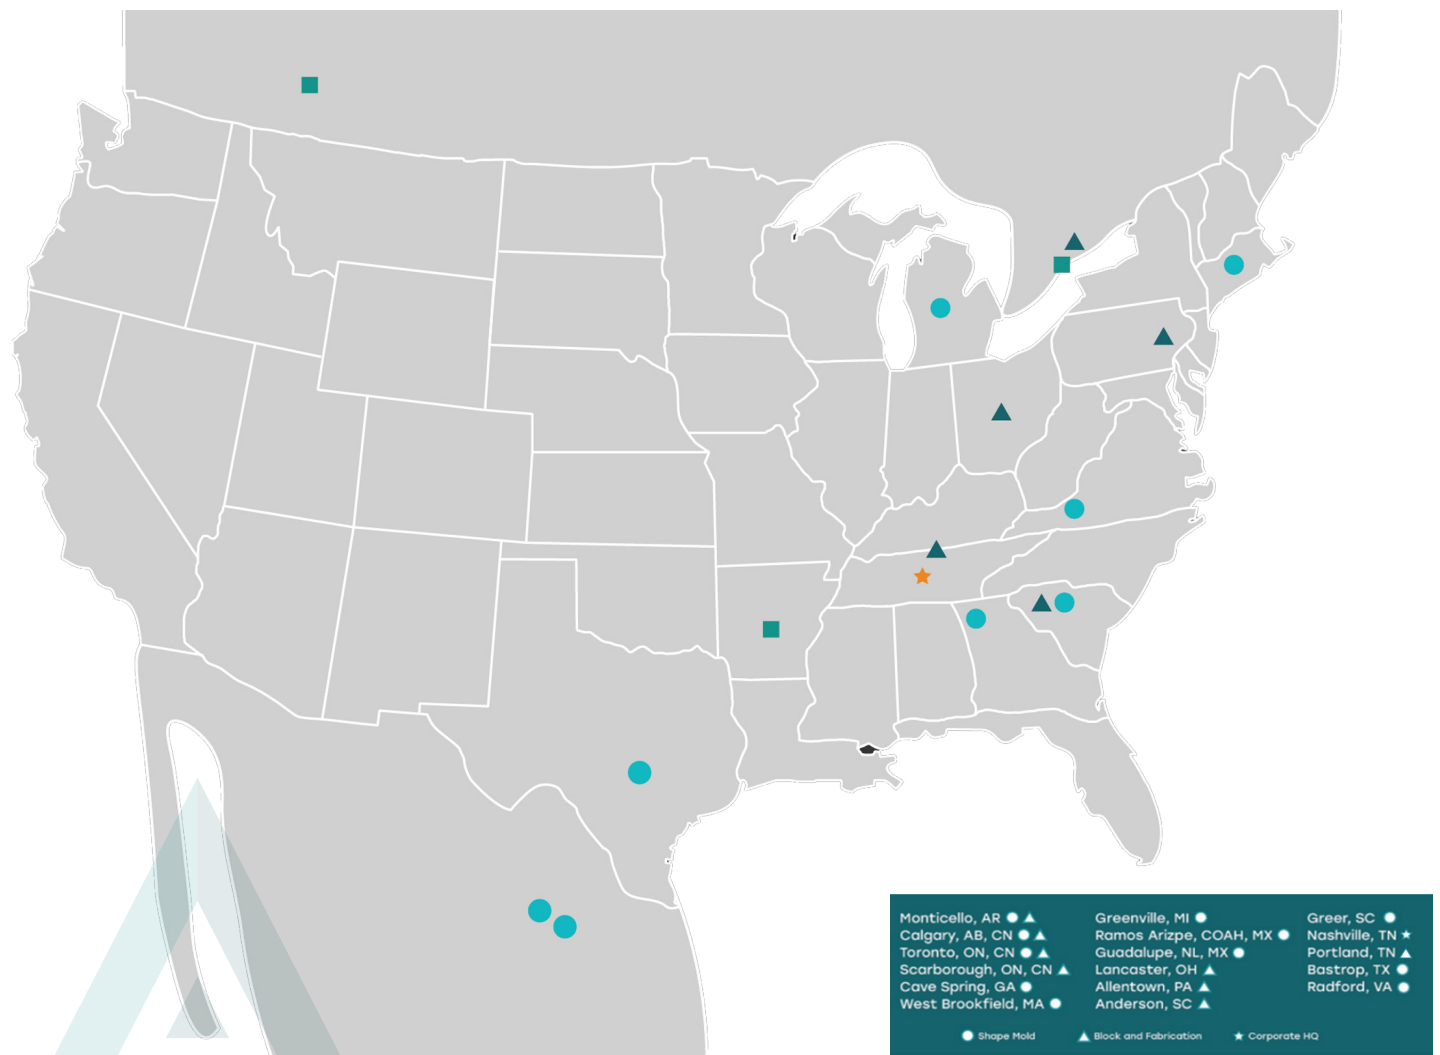 Monticello, AR
Calgary, AB, CN
Toronto, ON, CN
Scarborough, ON, CN
Cave Spring, GA
West Brookfield, MA
Greenville, MI
Ramos Arizpe, COAH, MX
Guadalupe, NL, MX
Lancaster, OH
Allentown, PA
Anderson, SC
Greer, SC
Nashville, TN
Portland, TN
Bastrop, TX
Radford, VA
Shape Mold
Block and Fabrication
Corporate HQ